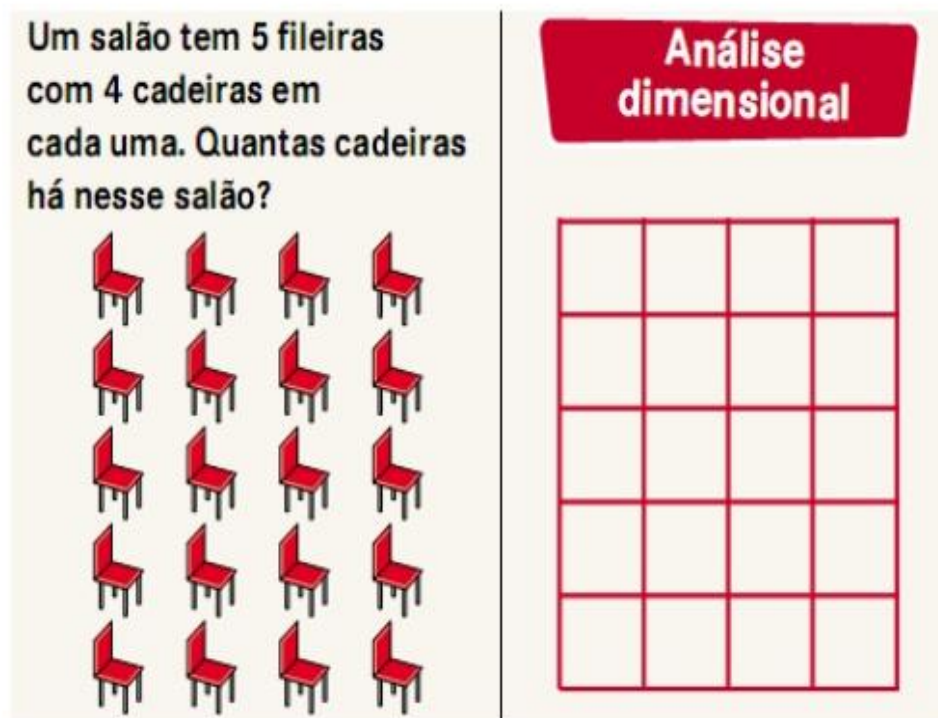 Um salão tem 5 fileiras
com 4 cadeiras em
cada uma. Quantas cadeiras
há nesse salão?
Análise
dimensional